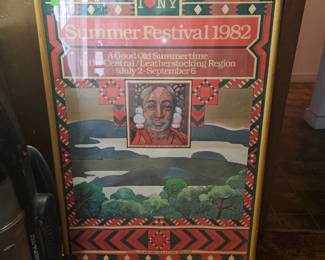 I ♥ NY
Summer Festival 1982
A Good Old Summertime
Central/Leatherstocking Region
July 2-September 6